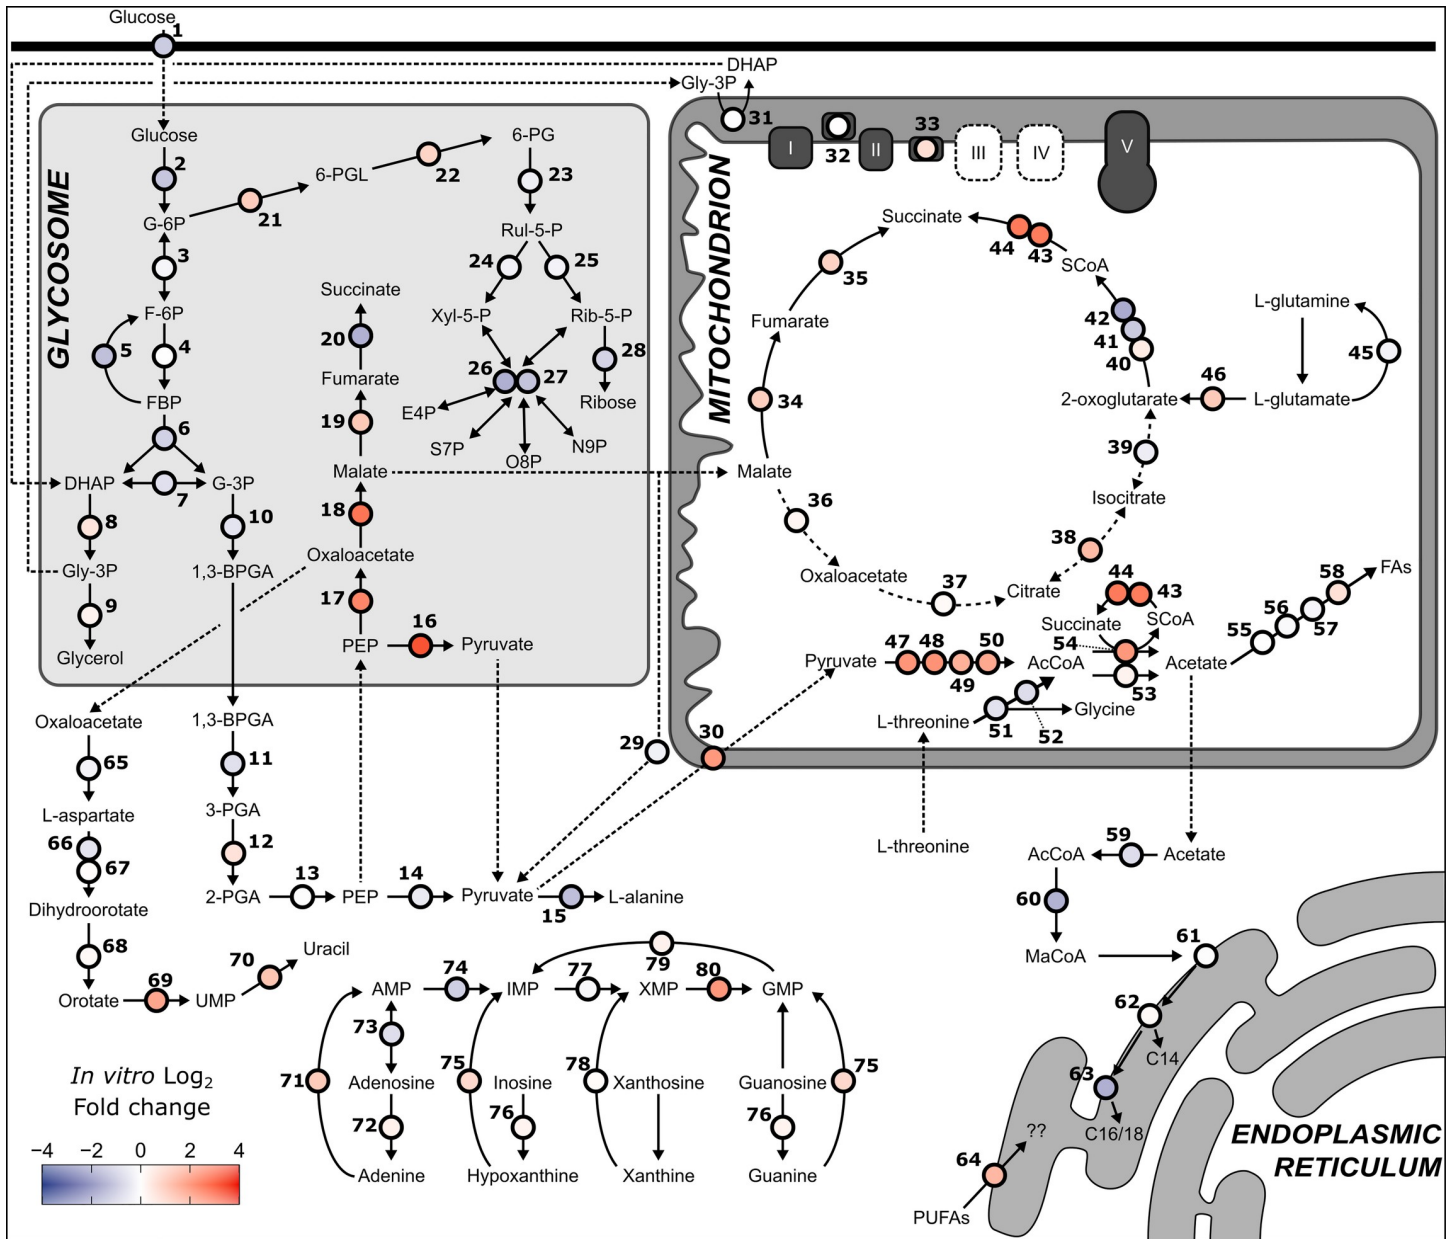 Glucose
1
DHAP
Gly-3P
31
32
33
I
II
III
IV
V
GLYCOSOME
Glucose
2
G-6P
3
F-6P
4
5
FBP
6
DHAP
7
G-3P
8
Gly-3P
9
Glycerol
10
1,3-BPGA
21
6-PGL
22
6-PG
23
Rul-5-P
24
25
Xyl-5-P
Rib-5-P
26
27
28
Ribose
E4P
S7P
O8P
N9P
Succinate
20
Fumarate
19
Malate
18
Oxaloacetate
17
PEP
16
Pyruvate
MITOCHONDRION
Succinate
44
43
SCoA
35
Fumarate
34
Malate
36
Oxaloacetate
37
Citrate
38
Isocitrate
39
2-oxoglutarate
42
41
40
46
L-glutamate
L-glutamine
45
Pyruvate
47
48
49
50
AcCoA
44
43
Succinate
SCoA
54
53
Acetate
55
56
57
58
FAs
L-threonine
51
52
Glycine
30
29
L-threonine
Oxaloacetate
65
L-aspartate
66
67
Dihydroorotate
68
Orotate
69
UMP
70
Uracil
1,3-BPGA
11
3-PGA
12
2-PGA
13
PEP
14
Pyruvate
15
L-alanine
AcCoA
59
Acetate
60
MaCoA
61
62
C14
63
C16/18
64
??
PUFAs
ENDOPLASMIC
RETICULUM
AMP
74
IMP
77
XMP
80
GMP
79
73
71
Adenosine
72
Adenine
75
Inosine
76
Hypoxanthine
78
Xanthosine
Xanthine
Guanosine
76
Guanine
75
In vitro Log2
Fold change
−4 −2 0 2 4